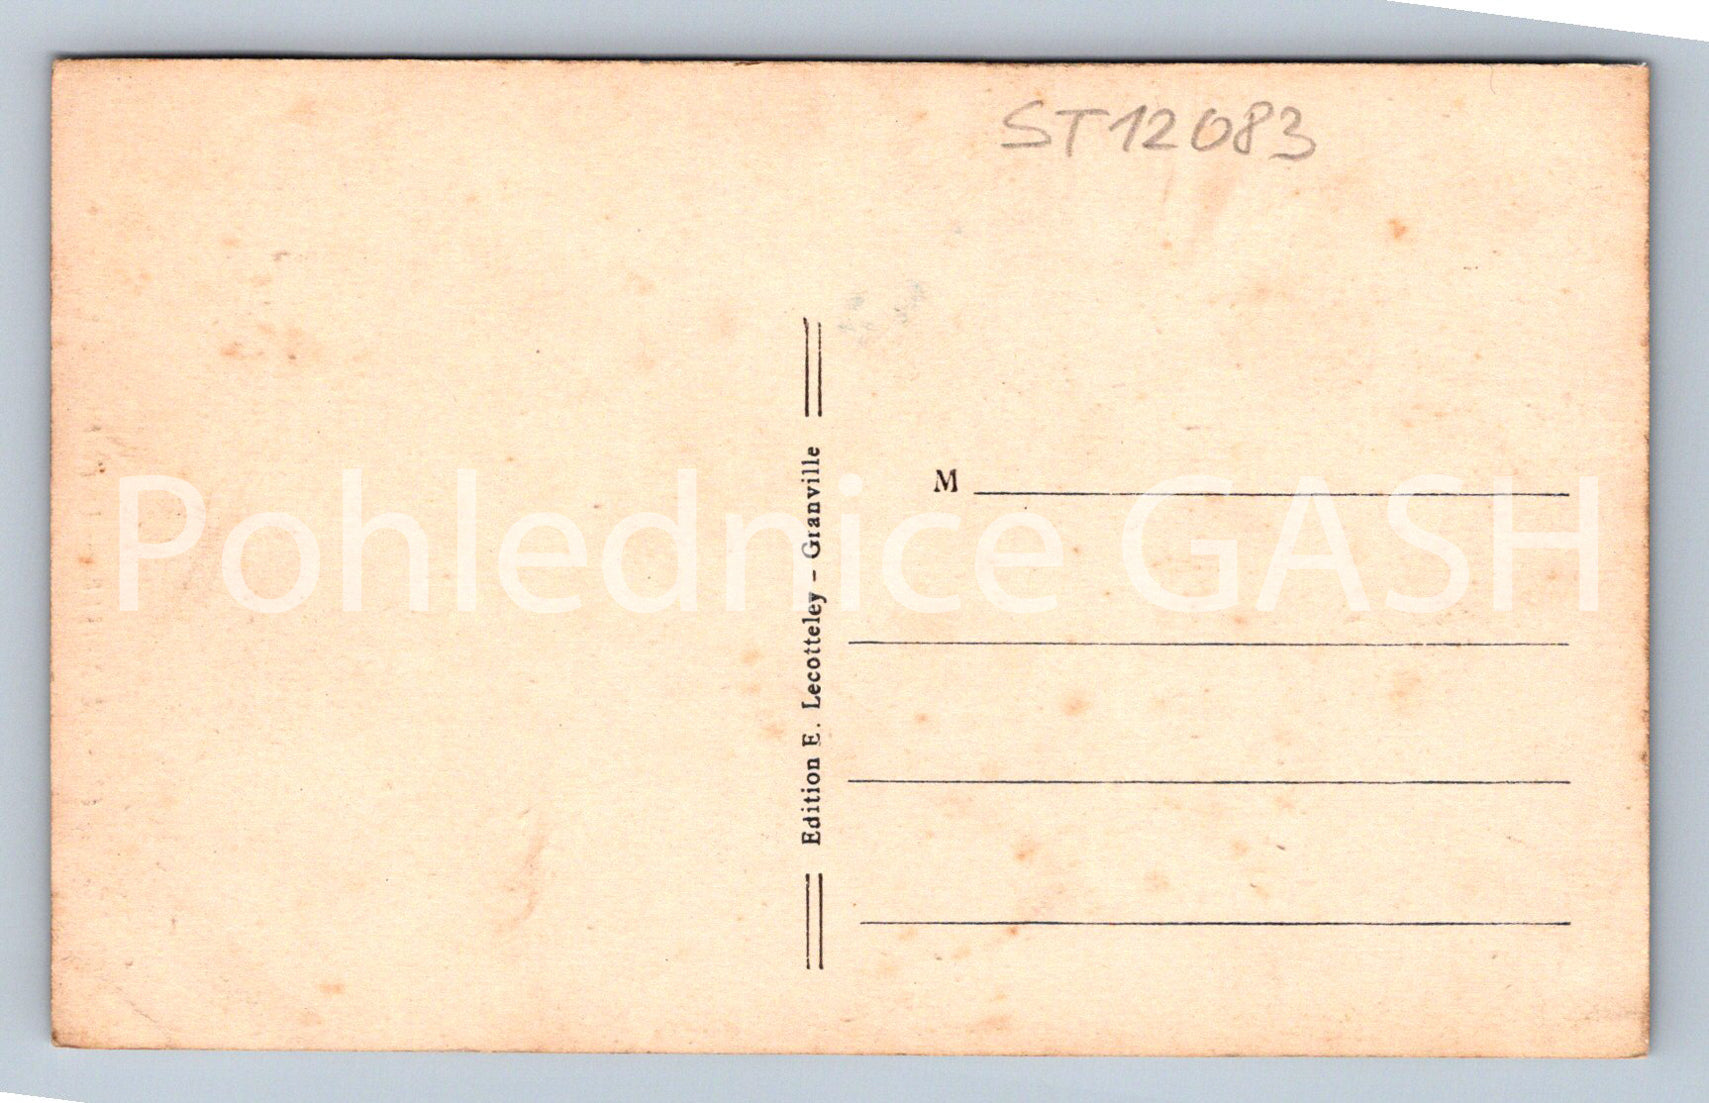 ST12083
M
Edition E. Lecotteley - Granville
Pohlednice GASH